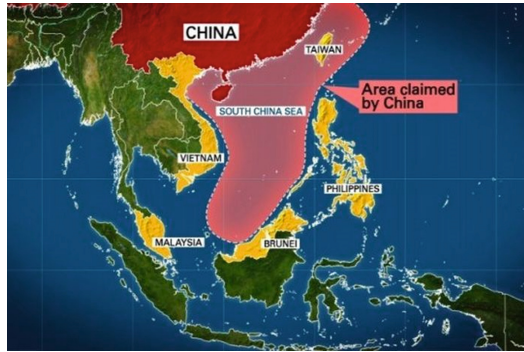 CHINA
TAIWAN
Area claimed
by China
SOUTH CHINA SEA
VIETNAM
PHILIPPINES
MALAYSIA
BRUNEI